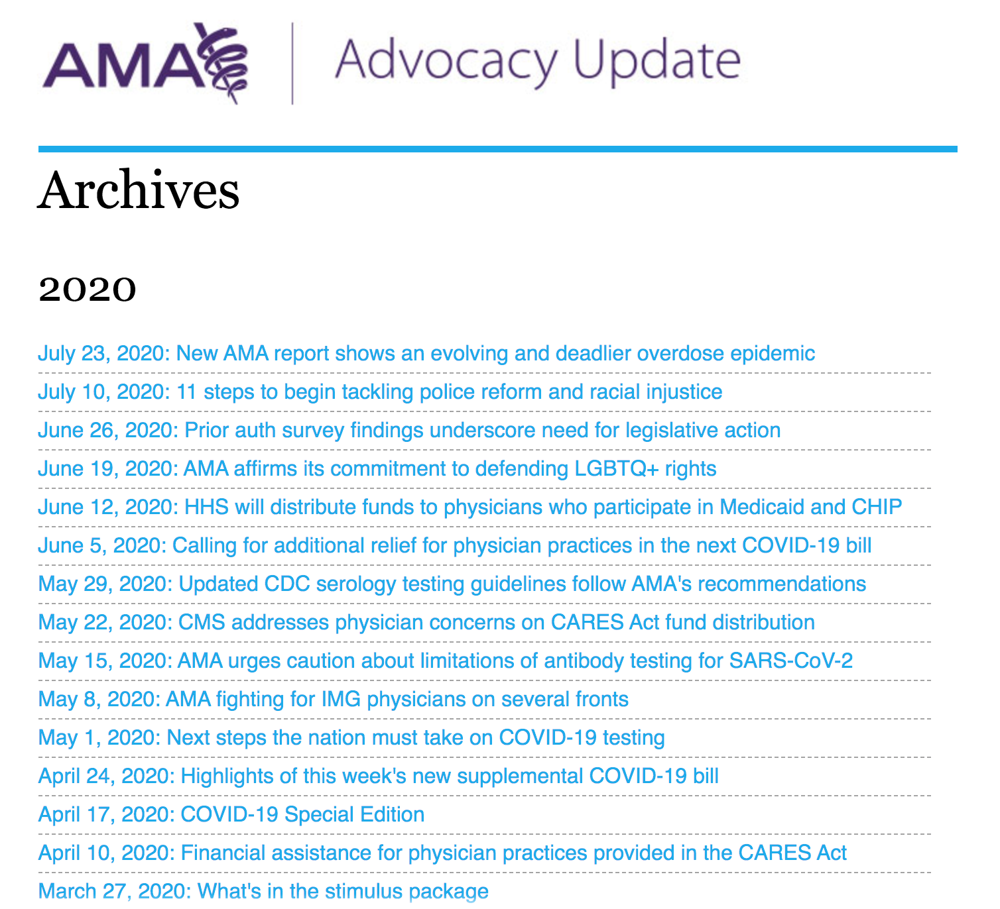 AMA
Advocacy Update
Archives
2020
July 23, 2020: New AMA report shows an evolving and deadlier overdose epidemic
July 10, 2020: 11 steps to begin tackling police reform and racial injustice
June 26, 2020: Prior auth survey findings underscore need for legislative action
June 19, 2020: AMA affirms its commitment to defending LGBTQ+ rights
June 12, 2020: HHS will distribute funds to physicians who participate in Medicaid and CHIP
June 5, 2020: Calling for additional relief for physician practices in the next COVID-19 bill
May 29, 2020: Updated CDC serology testing guidelines follow AMA's recommendations
May 22, 2020: CMS addresses physician concerns on CARES Act fund distribution
May 15, 2020: AMA urges caution about limitations of antibody testing for SARS-CoV-2
May 8, 2020: AMA fighting for IMG physicians on several fronts
May 1, 2020: Next steps the nation must take on COVID-19 testing
April 24, 2020: Highlights of this week's new supplemental COVID-19 bill
April 17, 2020: COVID-19 Special Edition
April 10, 2020: Financial assistance for physician practices provided in the CARES Act
March 27, 2020: What's in the stimulus package